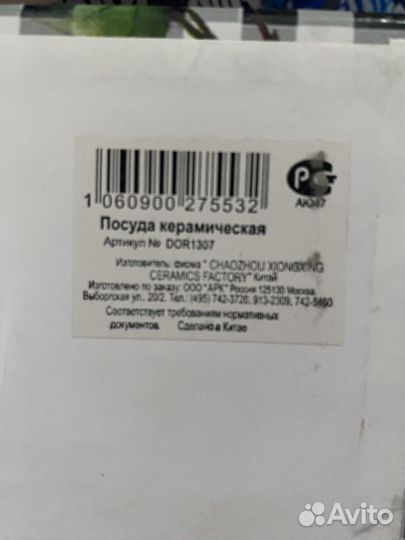 1 060900 275532
Посуда керамическая
Артикул № DOR1307
Изготовитель: фирма " CHAOZHOU XIONGXING
CERAMICS FACTORY" Китай
Изготовлено по заказу: ООО "АРК" Россия 125130 Москва.
Выборгская ул., 20/2. Тел.: (495) 742-3720, 913-2309, 742-5460
Соответствует требованиям нормативных
документов. Сделано в Китае
Avito